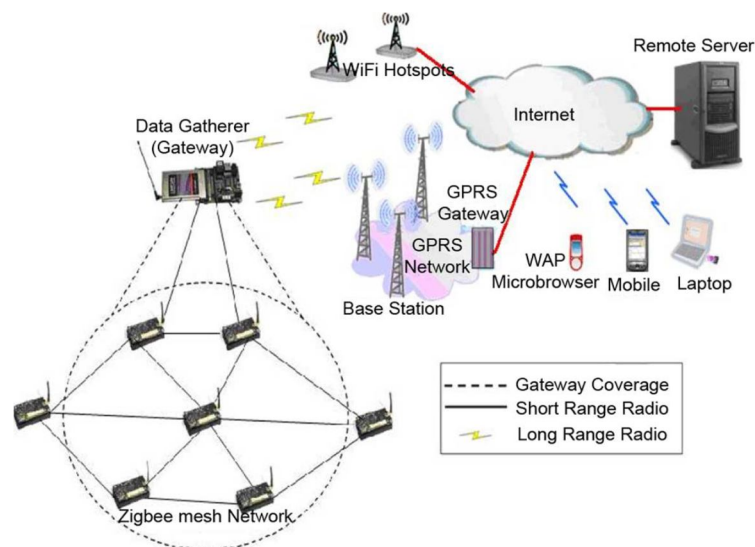 WiFi Hotspots
Remote Server
Internet
Data Gatherer
(Gateway)
GPRS
Gateway
GPRS
Network
Base Station
WAP
Microbrowser
Mobile
Laptop
Gateway Coverage
Short Range Radio
Long Range Radio
Zigbee mesh Network